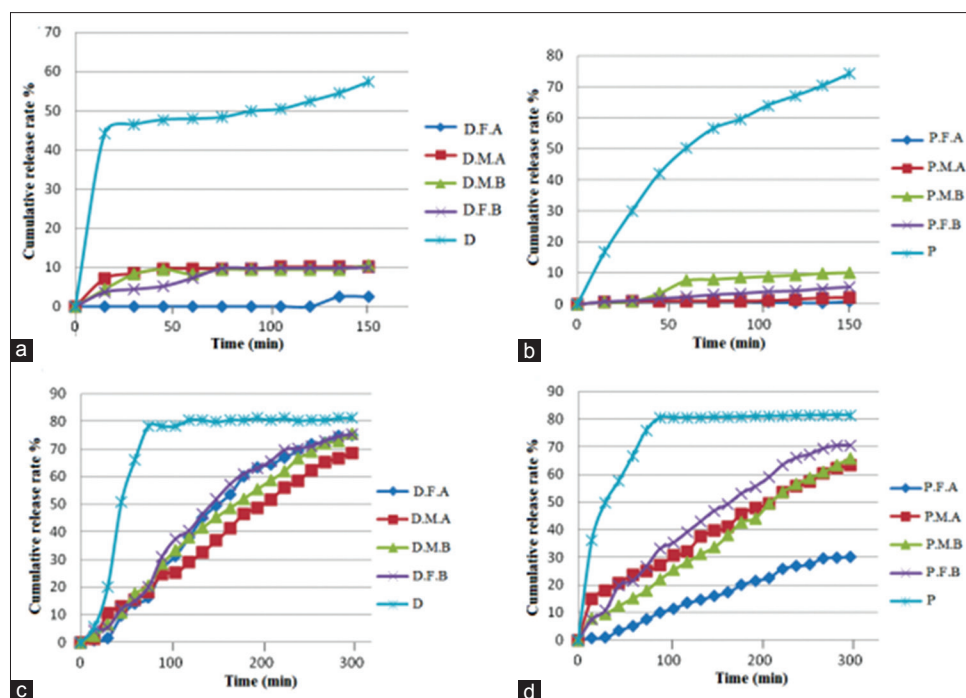 70
60
50
40
30
20
10
0
Cumulative release rate %
0 50 100 150
Time (min)
D.F.A
D.M.A
D.M.B
D.F.B
D
a
80
70
60
50
40
30
20
10
0
Cumulative release rate %
0 50 100 150
Time (min)
P.F.A
P.M.A
P.M.B
P.F.B
P
b
90
80
70
60
50
40
30
20
10
0
Cumulative release rate %
0 100 200 300
Time (min)
D.F.A
D.M.A
D.M.B
D.F.B
D
c
90
80
70
60
50
40
30
20
10
0
Cumulative release rate %
0 100 200 300
Time (min)
P.F.A
P.M.A
P.M.B
P.F.B
P
d